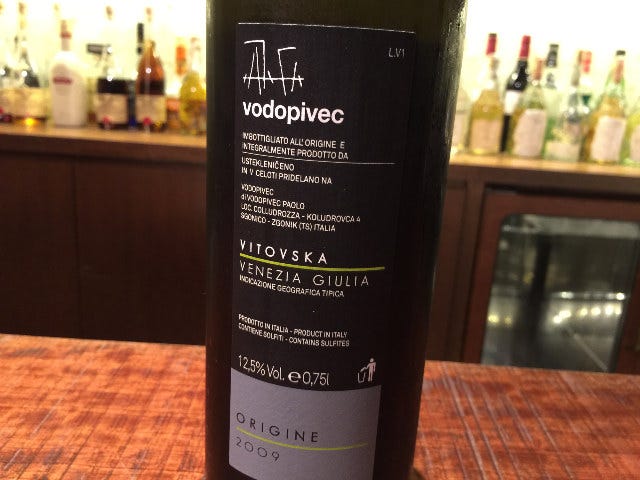 L.V1
vodopivec
IMBOTTIGLIATO ALL'ORIGINE E
INTEGRALMENTE PRODOTTO DA
USTEKLENIČENO
IN V CELOTI PRIDELANO NA
VODOPIVEC
di VODOPIVEC PAOLO
LOC. COLLUDROZZA - KOLUDROVCA 4
SGONICO - ZGONIK (TS) ITALIA
VITOVSKA
VENEZIA GIULIA
INDICAZIONE GEOGRAFICA TIPICA
PRODOTTO IN ITALIA - PRODUCT IN ITALY
CONTIENE SOLFITI - CONTAINS SULFITES
12,5% Vol. ℮ 0,75l
ORIGINE
2009